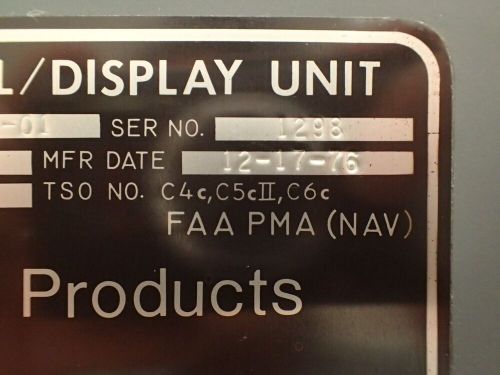 L/DISPLAY UNIT
-01 SER NO. 1298
MFR DATE 12-17-76
TSO NO. C4c,C5cII,C6c
FAA PMA (NAV)
Products